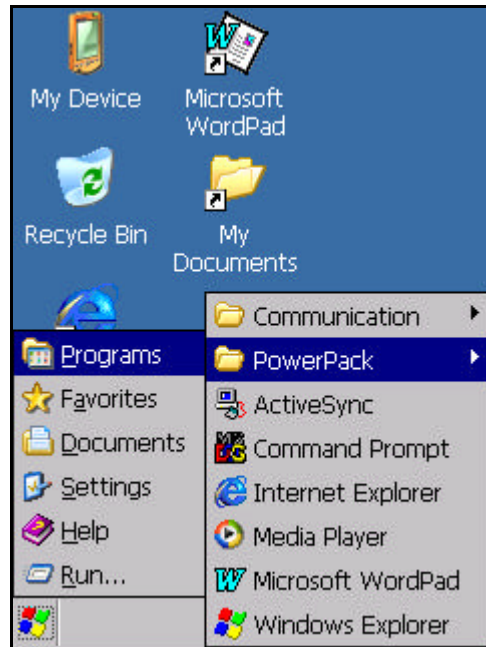 My Device
Microsoft
WordPad
Recycle Bin
My
Documents
Programs
Favorites
Documents
Settings
Help
Run...
Communication
PowerPack
ActiveSync
Command Prompt
Internet Explorer
Media Player
Microsoft WordPad
Windows Explorer